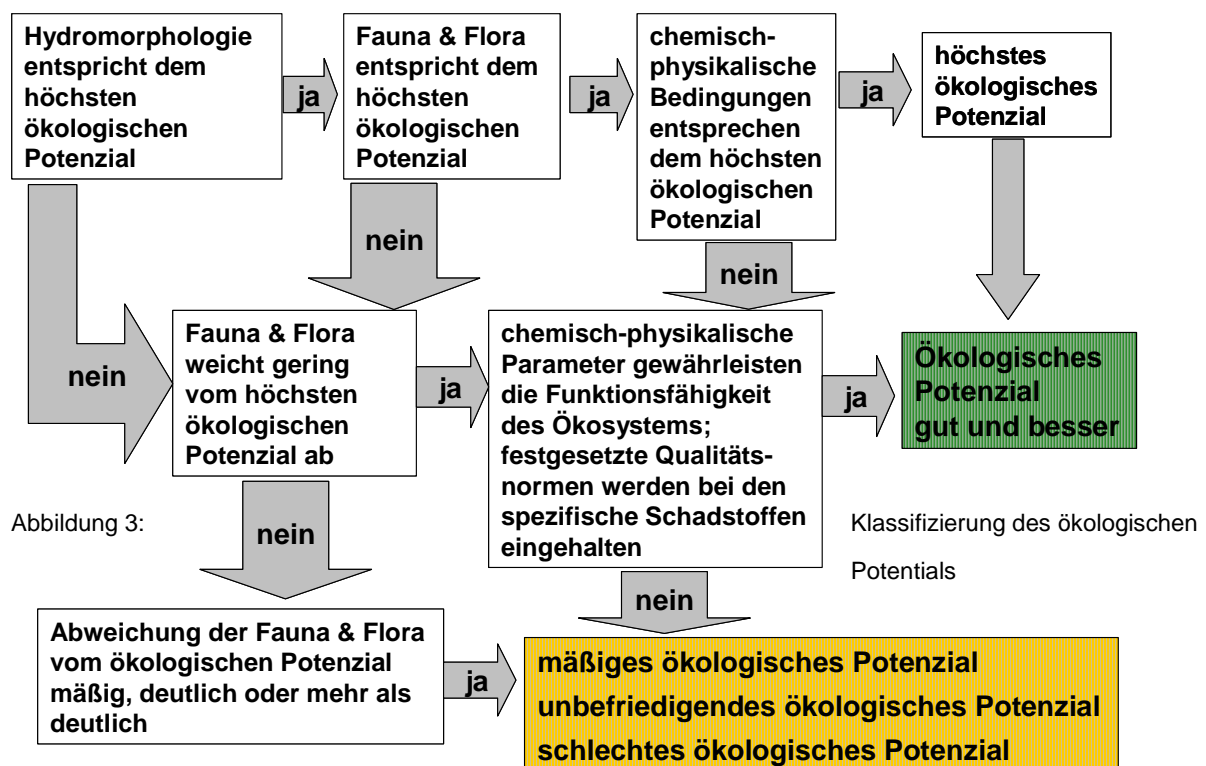 Hydromorphologie
entspricht dem
höchsten
ökologischen
Potenzial
ja
Fauna & Flora
entspricht dem
höchsten
ökologischen
Potenzial
ja
chemisch-
physikalische
Bedingungen
entsprechen
dem höchsten
ökologischen
Potenzial
ja
höchstes
ökologisches
Potenzial
nein
nein
nein
Fauna & Flora
weicht gering
vom höchsten
ökologischen
Potenzial ab
ja
chemisch-physikalische
Parameter gewährleisten
die Funktionsfähigkeit
des Ökosystems;
festgesetzte Qualitäts-
normen werden bei den
spezifische Schadstoffen
eingehalten
ja
Ökologisches
Potenzial
gut und besser
Abbildung 3:
Klassifizierung des ökologischen
Potentials
nein
nein
Abweichung der Fauna & Flora
vom ökologischen Potenzial
mäßig, deutlich oder mehr als
deutlich
ja
mäßiges ökologisches Potenzial
unbefriedigendes ökologisches Potenzial
schlechtes ökologisches Potenzial